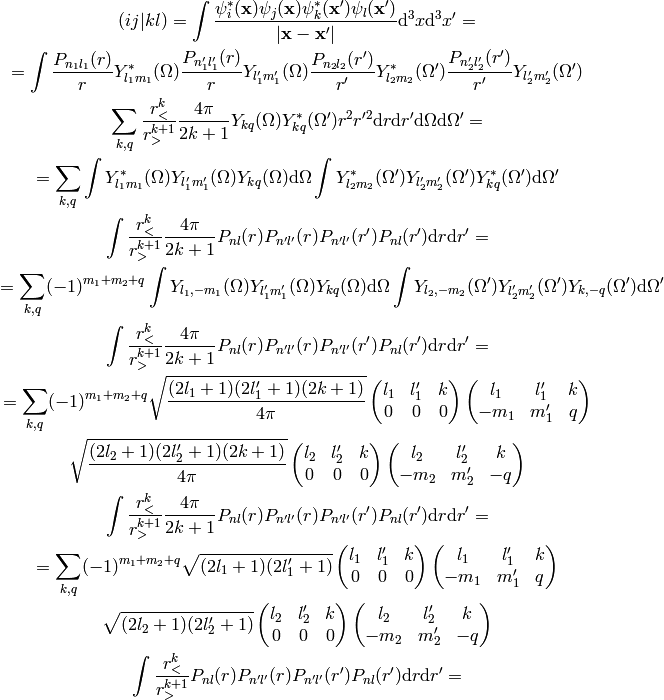 $(ij|kl) = \int \frac{\psi_i^*(\mathbf{x})\psi_j(\mathbf{x})\psi_k^*(\mathbf{x}')\psi_l(\mathbf{x}')}{|\mathbf{x}-\mathbf{x}'|} \mathrm{d}^3x\mathrm{d}^3x' =$
$= \int \frac{P_{n_1l_1}(r)}{r} Y_{l_1m_1}^*(\Omega) \frac{P_{n_1'l_1'}(r)}{r} Y_{l_1'm_1'}(\Omega) \frac{P_{n_2l_2}(r')}{r'} Y_{l_2m_2}^*(\Omega') \frac{P_{n_2'l_2'}(r')}{r'} Y_{l_2'm_2'}(\Omega')$
$\sum_{k,q} \frac{r_<^k}{r_>^{k+1}} \frac{4\pi}{2k+1} Y_{kq}(\Omega) Y_{kq}^*(\Omega') r^2 r'^2 \mathrm{d}r\mathrm{d}r'\mathrm{d}\Omega\mathrm{d}\Omega' =$
$= \sum_{k,q} \int Y_{l_1m_1}^*(\Omega) Y_{l_1'm_1'}(\Omega) Y_{kq}(\Omega) \mathrm{d}\Omega \int Y_{l_2m_2}^*(\Omega') Y_{l_2'm_2'}(\Omega') Y_{kq}^*(\Omega') \mathrm{d}\Omega'$
$\int \frac{r_<^k}{r_>^{k+1}} \frac{4\pi}{2k+1} P_{nl}(r) P_{n'l'}(r) P_{n'l'}(r') P_{nl}(r') \mathrm{d}r\mathrm{d}r' =$
$= \sum_{k,q} (-1)^{m_1+m_2+q} \int Y_{l_1,-m_1}(\Omega) Y_{l_1'm_1'}(\Omega) Y_{kq}(\Omega) \mathrm{d}\Omega \int Y_{l_2,-m_2}(\Omega') Y_{l_2'm_2'}(\Omega') Y_{k,-q}(\Omega') \mathrm{d}\Omega'$
$\int \frac{r_<^k}{r_>^{k+1}} \frac{4\pi}{2k+1} P_{nl}(r) P_{n'l'}(r) P_{n'l'}(r') P_{nl}(r') \mathrm{d}r\mathrm{d}r' =$
$= \sum_{k,q} (-1)^{m_1+m_2+q} \sqrt{\frac{(2l_1+1)(2l_1'+1)(2k+1)}{4\pi}} \begin{pmatrix} l_1 & l_1' & k \\ 0 & 0 & 0 \end{pmatrix} \begin{pmatrix} l_1 & l_1' & k \\ -m_1 & m_1' & q \end{pmatrix}$
$\sqrt{\frac{(2l_2+1)(2l_2'+1)(2k+1)}{4\pi}} \begin{pmatrix} l_2 & l_2' & k \\ 0 & 0 & 0 \end{pmatrix} \begin{pmatrix} l_2 & l_2' & k \\ -m_2 & m_2' & -q \end{pmatrix}$
$\int \frac{r_<^k}{r_>^{k+1}} \frac{4\pi}{2k+1} P_{nl}(r) P_{n'l'}(r) P_{n'l'}(r') P_{nl}(r') \mathrm{d}r\mathrm{d}r' =$
$= \sum_{k,q} (-1)^{m_1+m_2+q} \sqrt{(2l_1+1)(2l_1'+1)} \begin{pmatrix} l_1 & l_1' & k \\ 0 & 0 & 0 \end{pmatrix} \begin{pmatrix} l_1 & l_1' & k \\ -m_1 & m_1' & q \end{pmatrix}$
$\sqrt{(2l_2+1)(2l_2'+1)} \begin{pmatrix} l_2 & l_2' & k \\ 0 & 0 & 0 \end{pmatrix} \begin{pmatrix} l_2 & l_2' & k \\ -m_2 & m_2' & -q \end{pmatrix}$
$\int \frac{r_<^k}{r_>^{k+1}} P_{nl}(r) P_{n'l'}(r) P_{n'l'}(r') P_{nl}(r') \mathrm{d}r\mathrm{d}r' =$